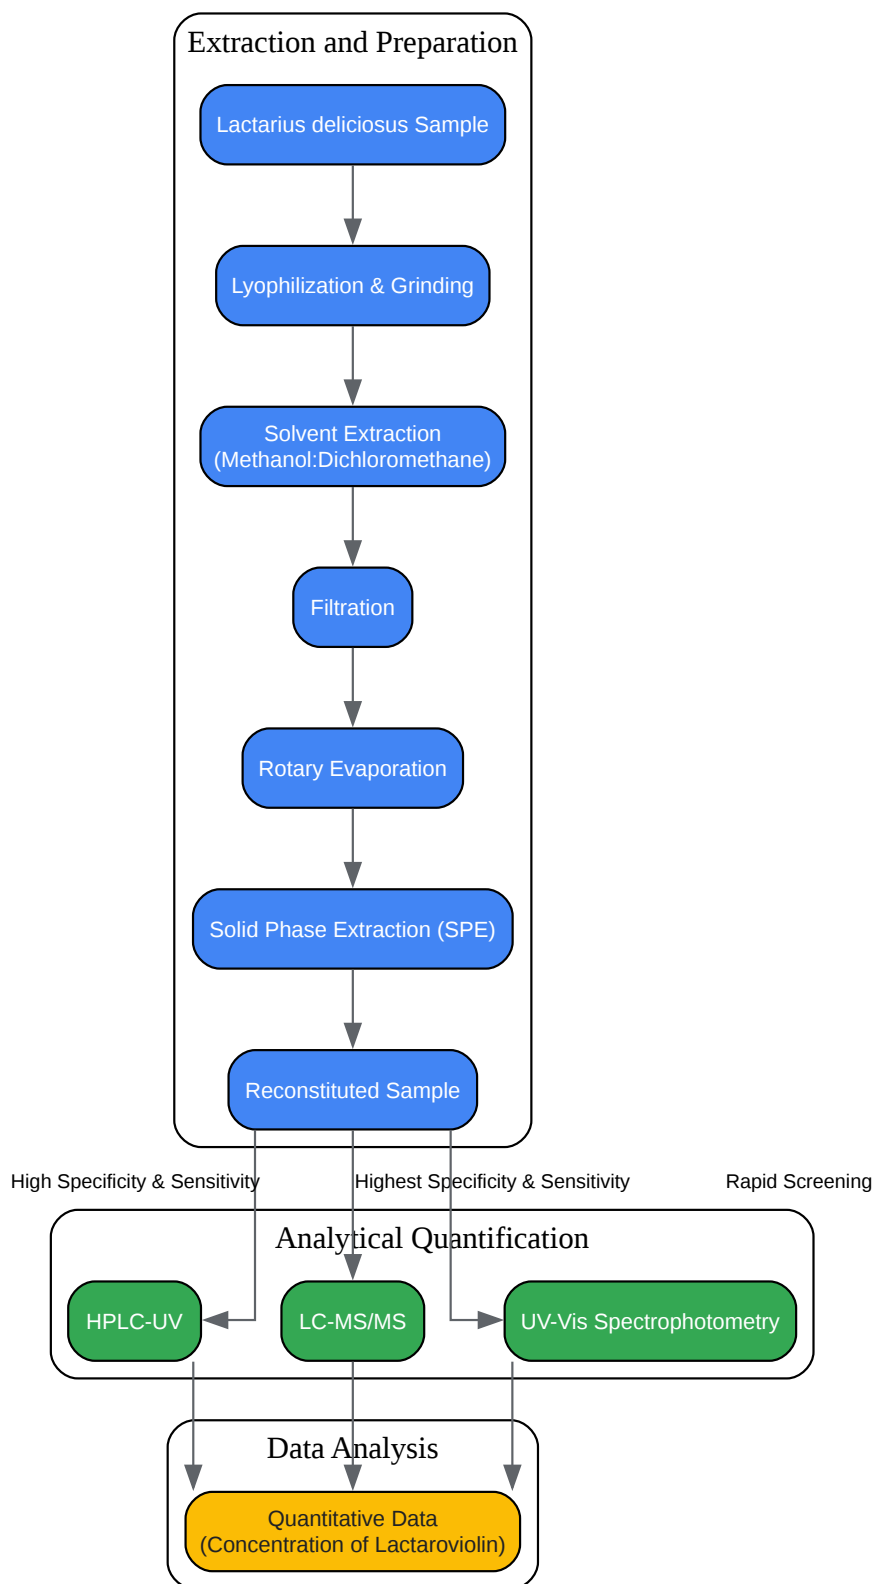 Extraction and Preparation
Lactarius deliciosus Sample
Lyophilization & Grinding
Solvent Extraction
(Methanol:Dichloromethane)
Filtration
Rotary Evaporation
Solid Phase Extraction (SPE)
Reconstituted Sample
High Specificity & Sensitivity
Highest Specificity & Sensitivity
Rapid Screening
Analytical Quantification
HPLC-UV
LC-MS/MS
UV-Vis Spectrophotometry
Data Analysis
Quantitative Data
(Concentration of Lactaroviolin)